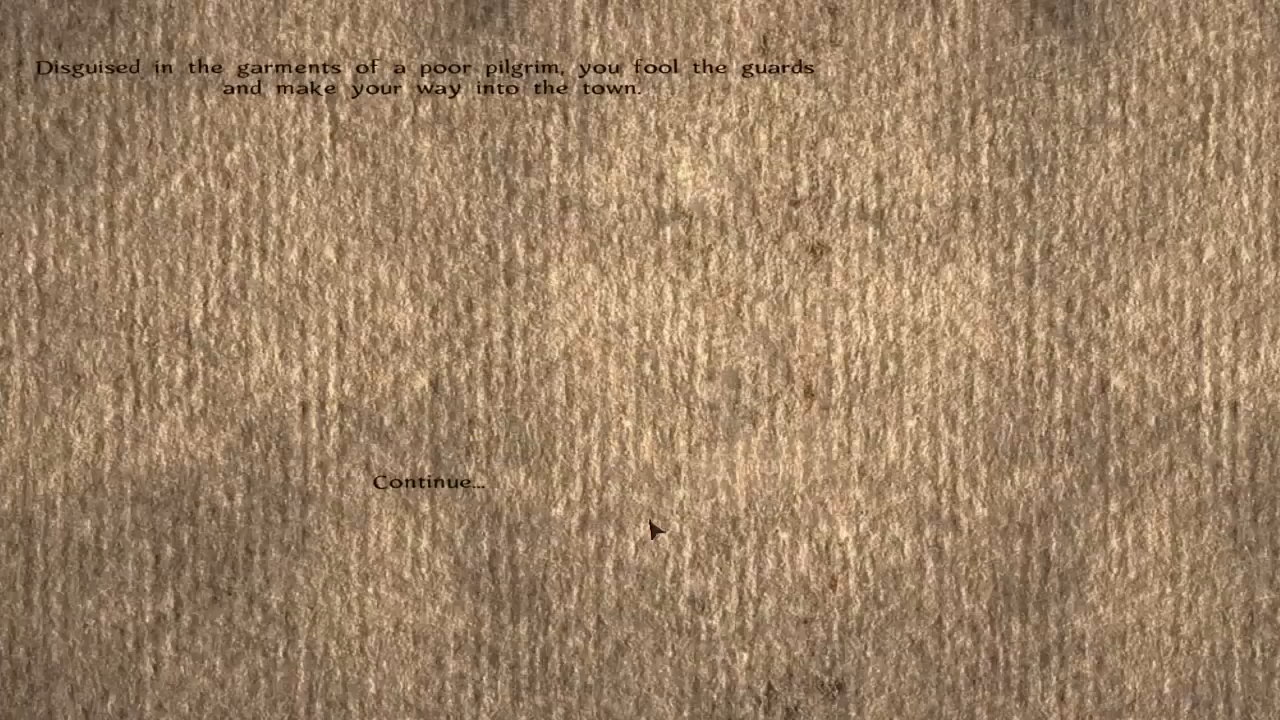 Disguised in the garments of a poor pilgrim, you fool the guards
and make your way into the town.
Continue...